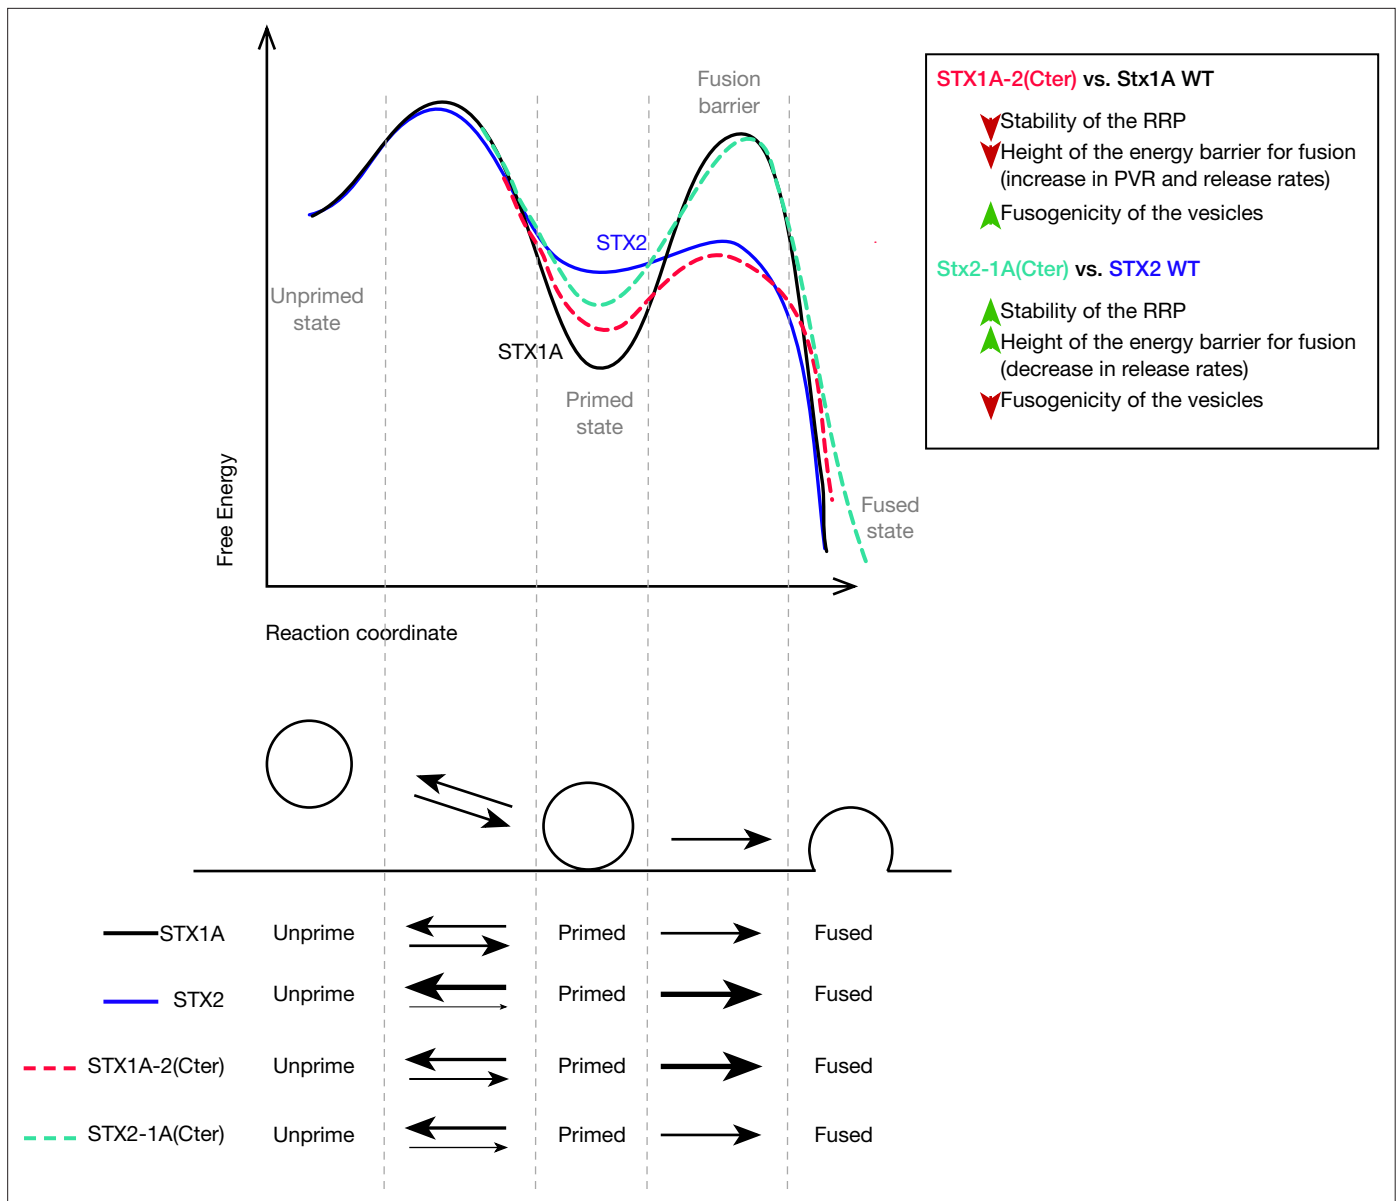 Fusion
barrier
STX2
Unprimed
state
STX1A
Primed
state
Fused
state
Free Energy
Reaction coordinate
STX1A-2(Cter) vs. Stx1A WT
Stability of the RRP
Height of the energy barrier for fusion
(increase in PVR and release rates)
Fusogenicity of the vesicles
Stx2-1A(Cter) vs. STX2 WT
Stability of the RRP
Height of the energy barrier for fusion
(decrease in release rates)
Fusogenicity of the vesicles
STX1A Unprime Primed Fused
STX2 Unprime Primed Fused
STX1A-2(Cter) Unprime Primed Fused
STX2-1A(Cter) Unprime Primed Fused